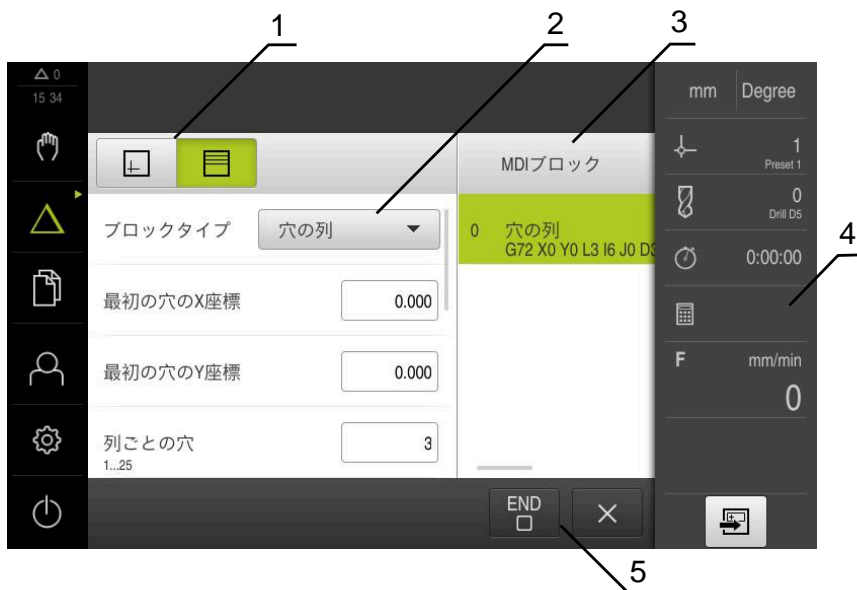 1
2
3
0
15 34
mm Degree
1
Preset 1
MDIブロック
0
Drill D5
ブロックタイプ 穴の列
0 穴の列
G72 X0 Y0 L3 I6 J0 D3
0:00:00
4
最初の穴のX座標 0.000
最初の穴のY座標 0.000
F mm/min
0
列ごとの穴 3
1...25
END
5